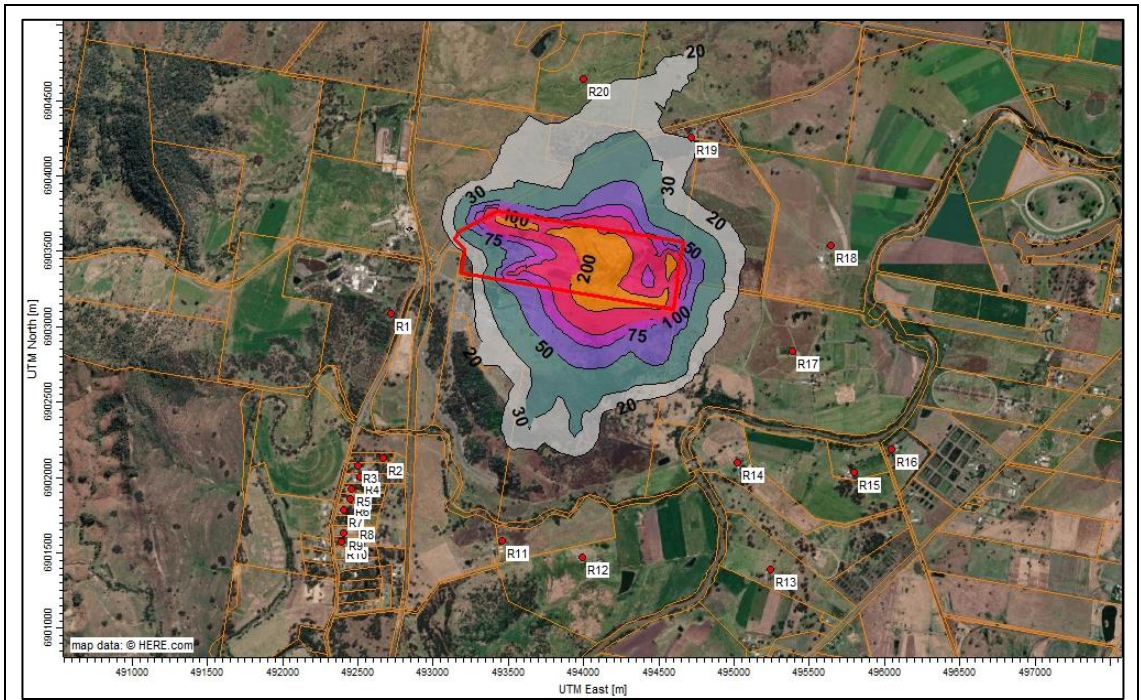 20
6904500
R20
R19
6904000
30
30
20
100
6903500
75
50
R18
200
6903000
R1
100
75
R17
50
20
6902500
30
20
R16
R2
R14
6902000
R3
R15
R4
R5
R6
R7
6901500
R8
R11
R9
R10
R12
R13
6901000
map data: © HERE.com
UTM North [m]
491000 491500 492000 492500 493000 493500 494000 494500 495000 495500 496000 496500 497000
UTM East [m]